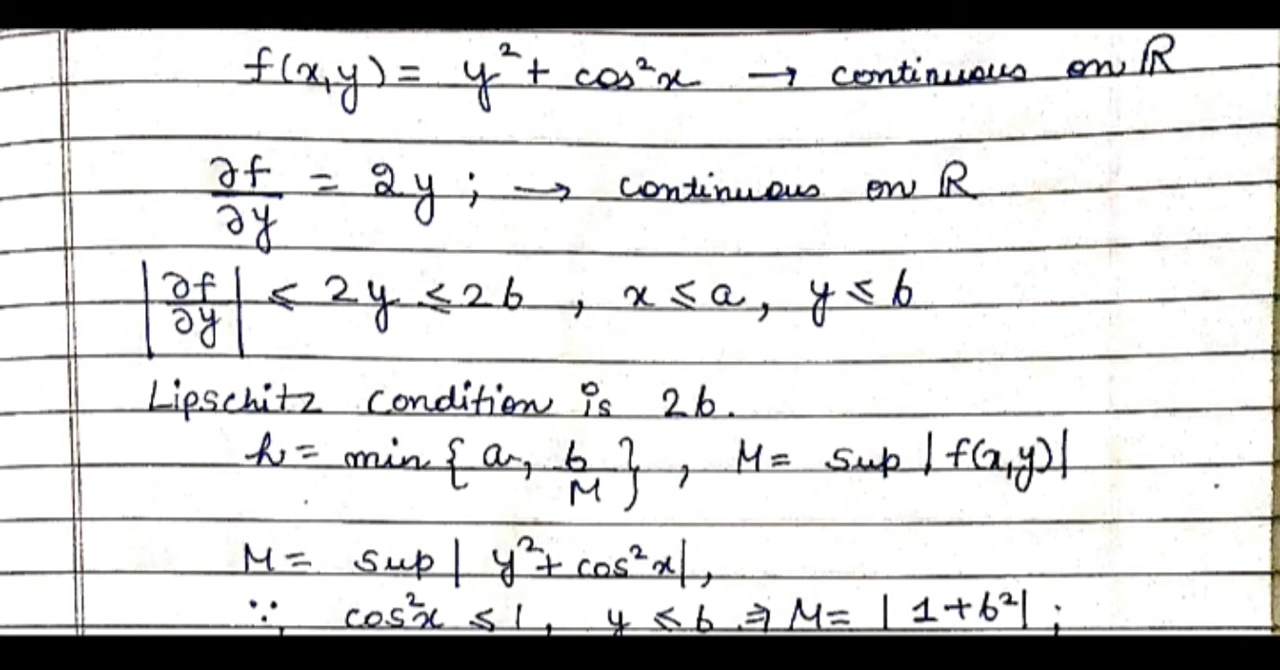 f(x,y) = y² + cos²x → continuous on R
∂f/∂y = 2y ; → continuous on R
|∂f/∂y| ≤ 2y ≤ 2b , x ≤ a, y ≤ b
Lipschitz condition is 2b.
h = min { a, b/M } , M = sup |f(x,y)|
M = sup | y² + cos²x |,
∵ cos²x ≤ 1, y ≤ b ⇒ M = | 1 + b² | ;